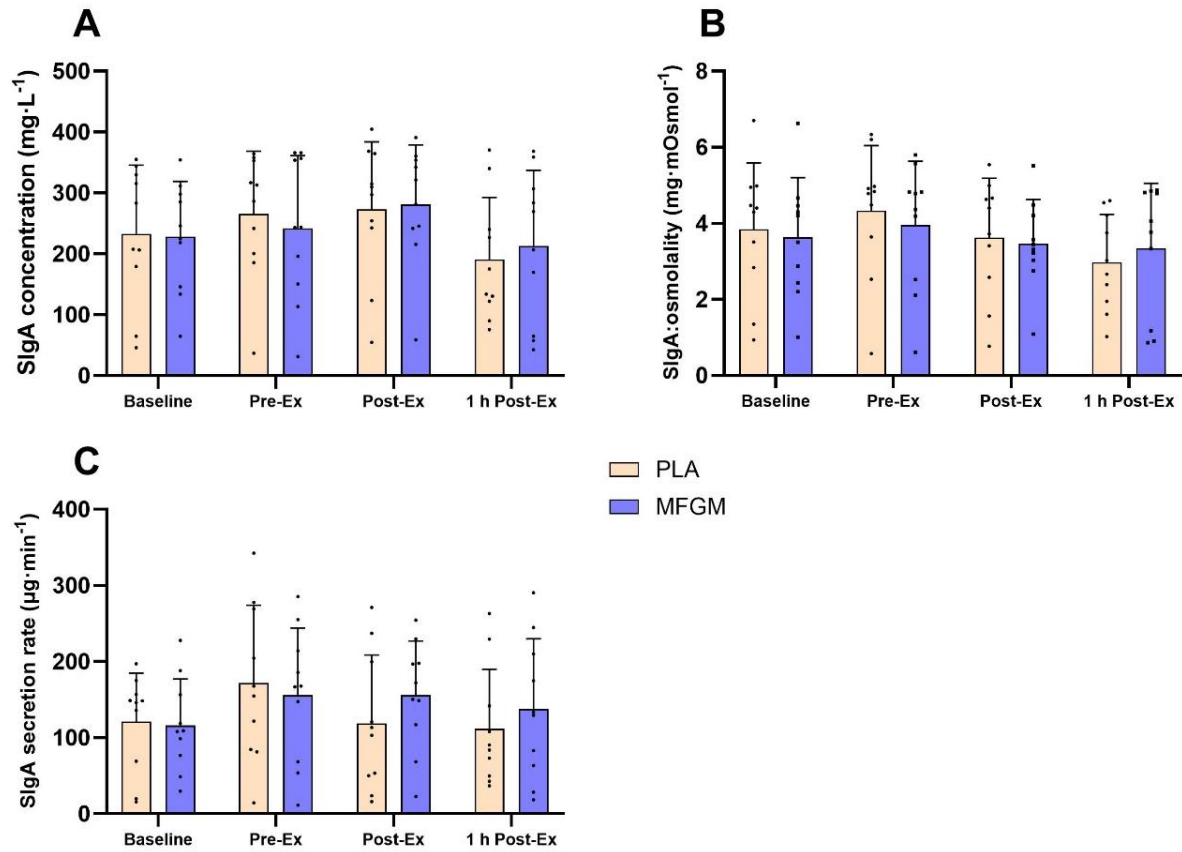 A
SIgA concentration (mg·L⁻¹)
500
400
300
200
100
0
Baseline Pre-Ex Post-Ex 1 h Post-Ex
B
SIgA:osmolality (mg·mOsmol⁻¹)
8
6
4
2
0
Baseline Pre-Ex Post-Ex 1 h Post-Ex
C
SIgA secretion rate (µg·min⁻¹)
400
300
200
100
0
Baseline Pre-Ex Post-Ex 1 h Post-Ex
PLA
MFGM